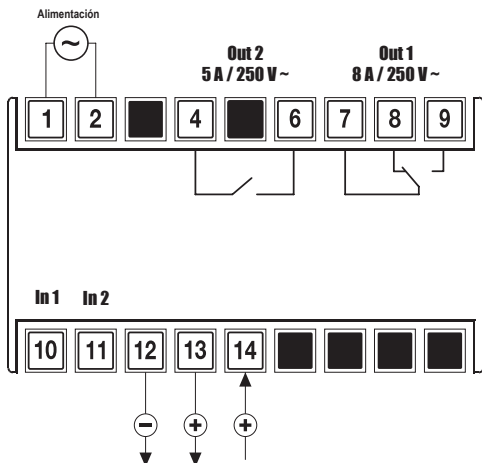 Alimentación
Out 2
5 A / 250 V ~
Out 1
8 A / 250 V ~
1 2 4 6 7 8 9
In 1 In 2
10 11 12 13 14
− + +